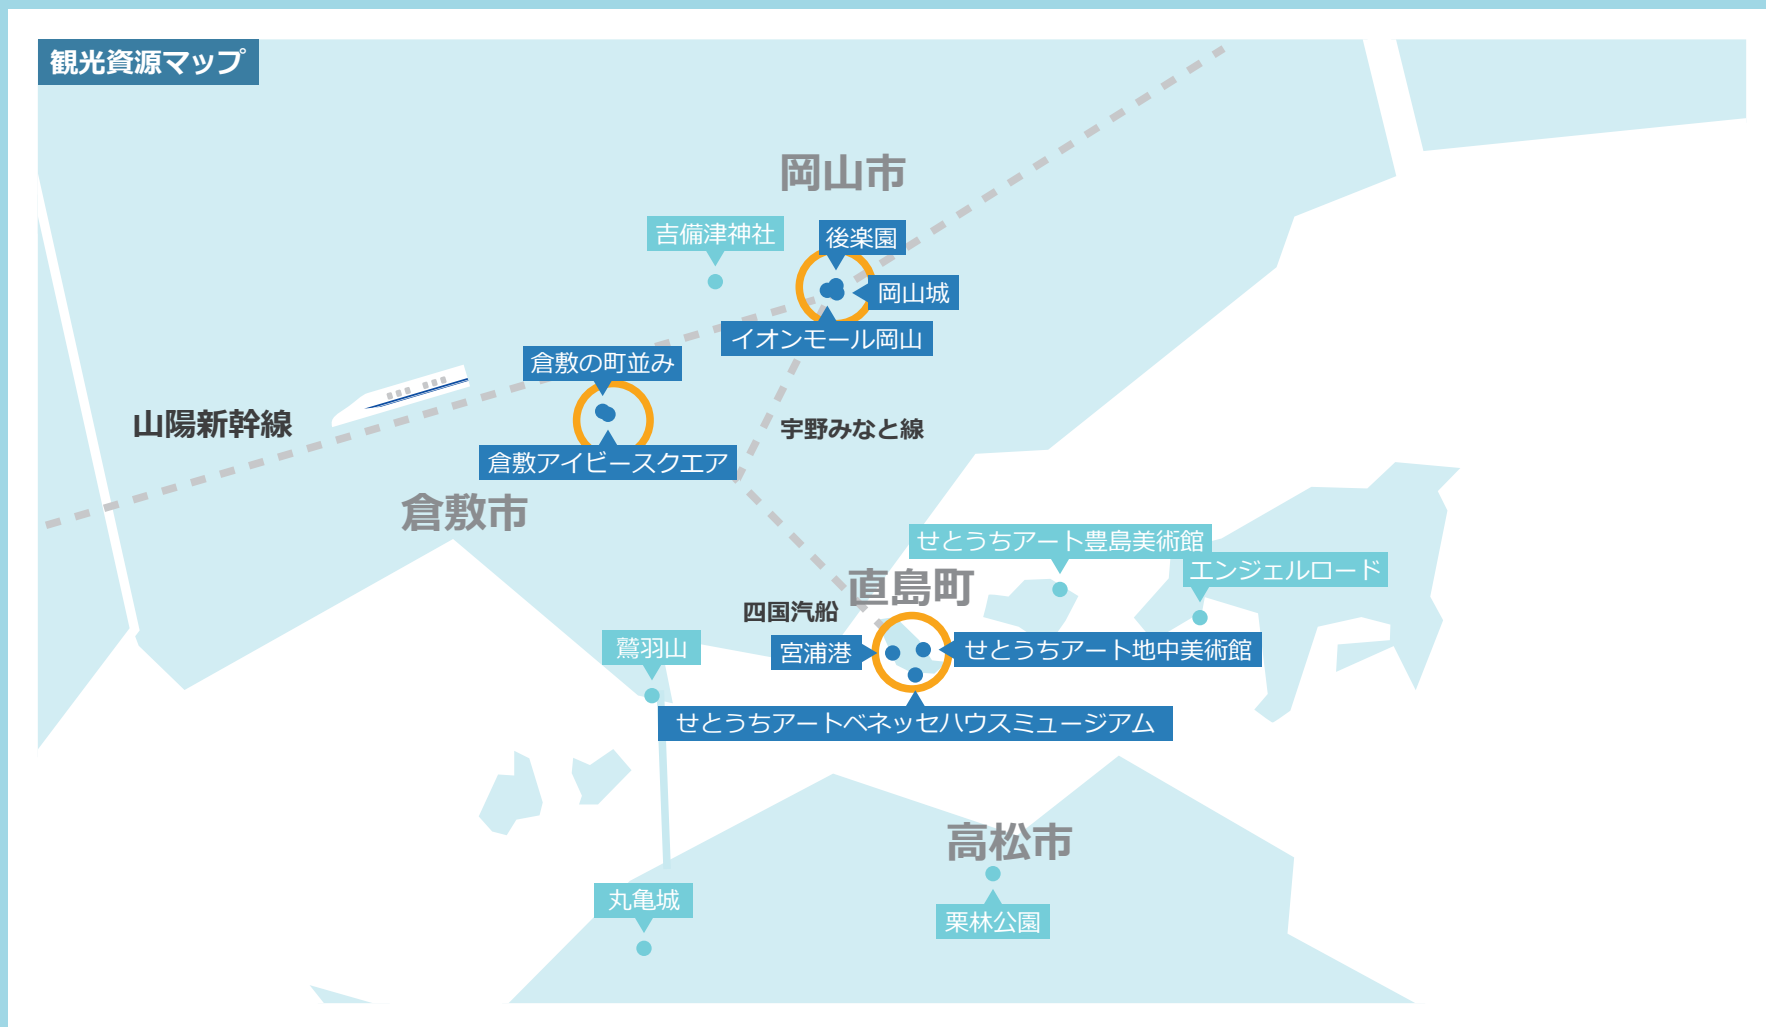 観光資源マップ
岡山市
吉備津神社
後楽園
岡山城
イオンモール岡山
倉敷の町並み
山陽新幹線
宇野みなと線
倉敷アイビースクエア
倉敷市
せとうちアート豊島美術館
エンジェルロード
直島町
四国汽船
鷲羽山
宮浦港
せとうちアート地中美術館
せとうちアートベネッセハウスミュージアム
高松市
丸亀城
栗林公園